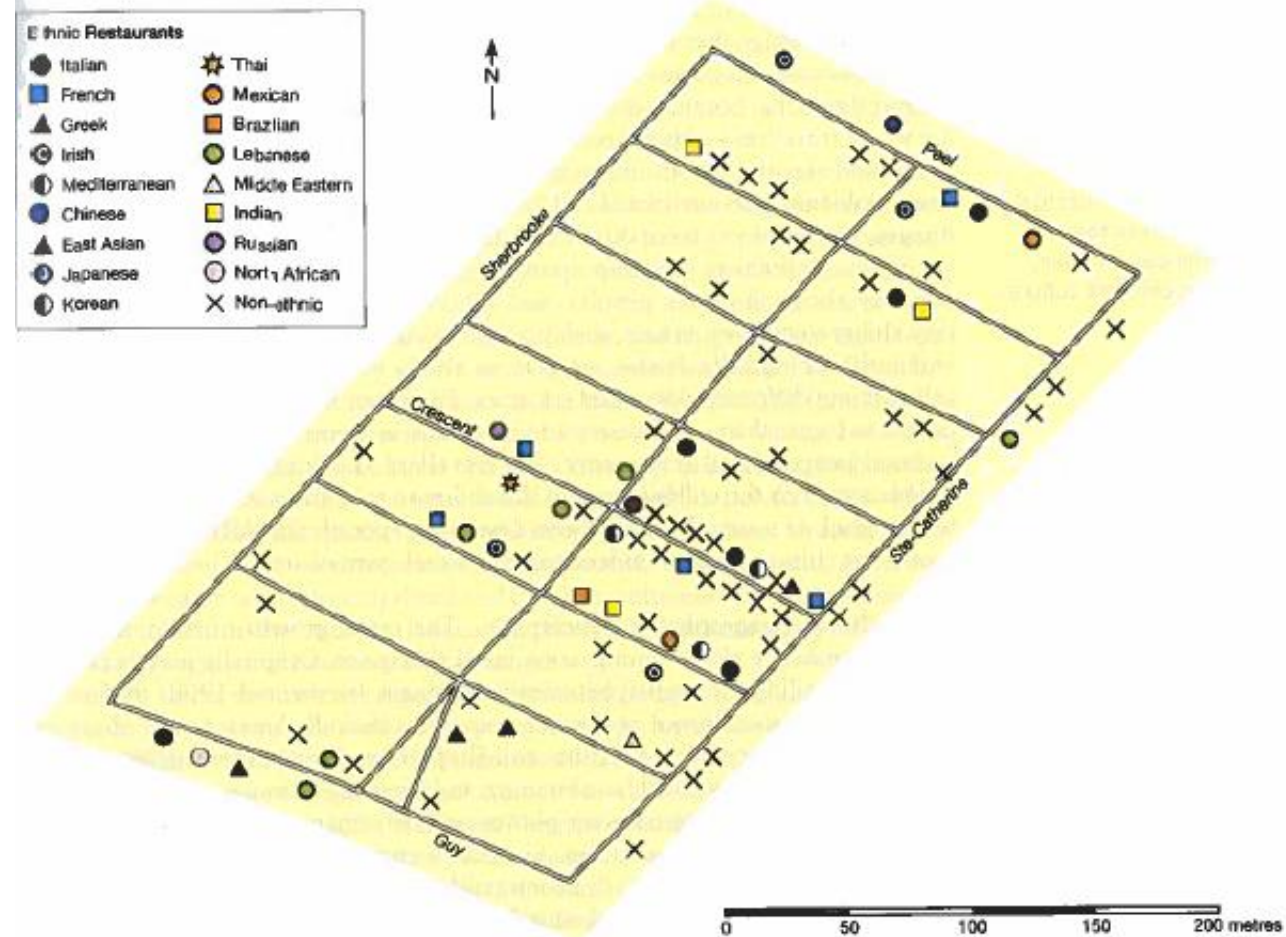 Ethnic Restaurants
Italian
French
Greek
Irish
Mediterranean
Chinese
East Asian
Japanese
Korean
Thai
Mexican
Brazlian
Lebanese
Middle Eastern
Indian
Russian
North African
Non-ethnic
N
Peel
Sherbrooke
Crescent
Ste-Catherine
Guy
0 50 100 150 200 metres